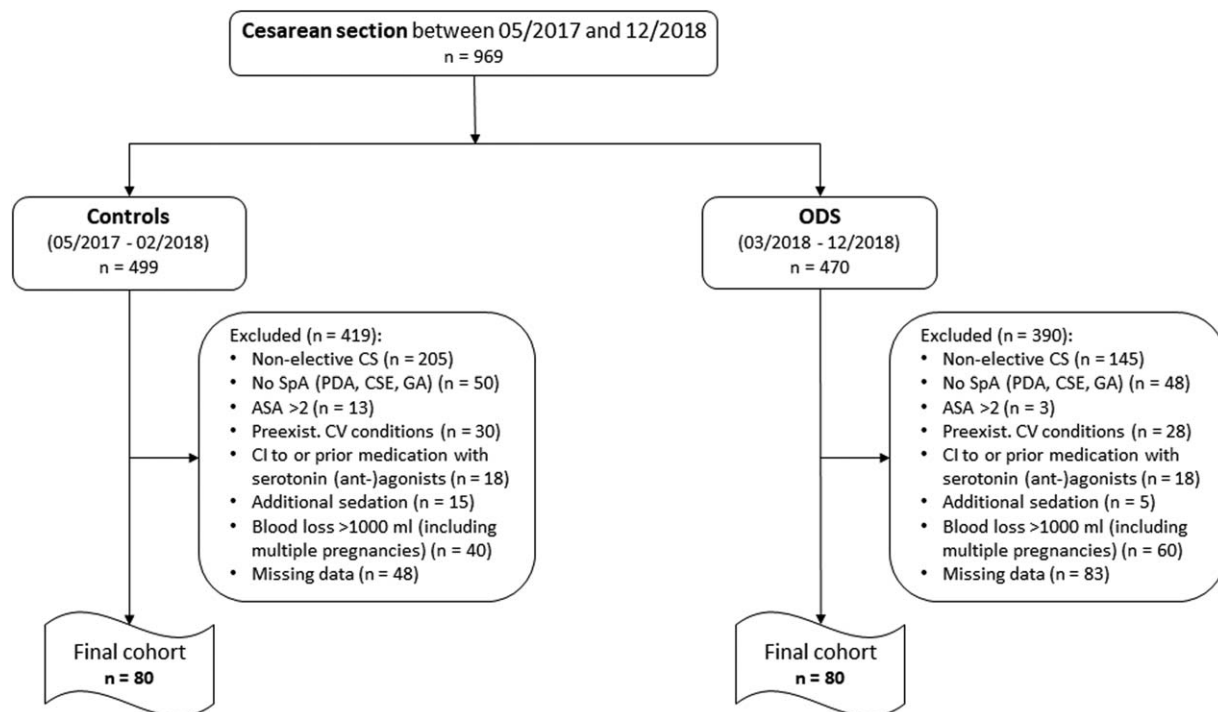 Cesarean section between 05/2017 and 12/2018
n = 969
Controls
(05/2017 - 02/2018)
n = 499
ODS
(03/2018 - 12/2018)
n = 470
Excluded (n = 419):
• Non-elective CS (n = 205)
• No SpA (PDA, CSE, GA) (n = 50)
• ASA >2 (n = 13)
• Preexist. CV conditions (n = 30)
• CI to or prior medication with
serotonin (ant-)agonists (n = 18)
• Additional sedation (n = 15)
• Blood loss >1000 ml (including
multiple pregnancies) (n = 40)
• Missing data (n = 48)
Excluded (n = 390):
• Non-elective CS (n = 145)
• No SpA (PDA, CSE, GA) (n = 48)
• ASA >2 (n = 3)
• Preexist. CV conditions (n = 28)
• CI to or prior medication with
serotonin (ant-)agonists (n = 18)
• Additional sedation (n = 5)
• Blood loss >1000 ml (including
multiple pregnancies) (n = 60)
• Missing data (n = 83)
Final cohort
n = 80
Final cohort
n = 80